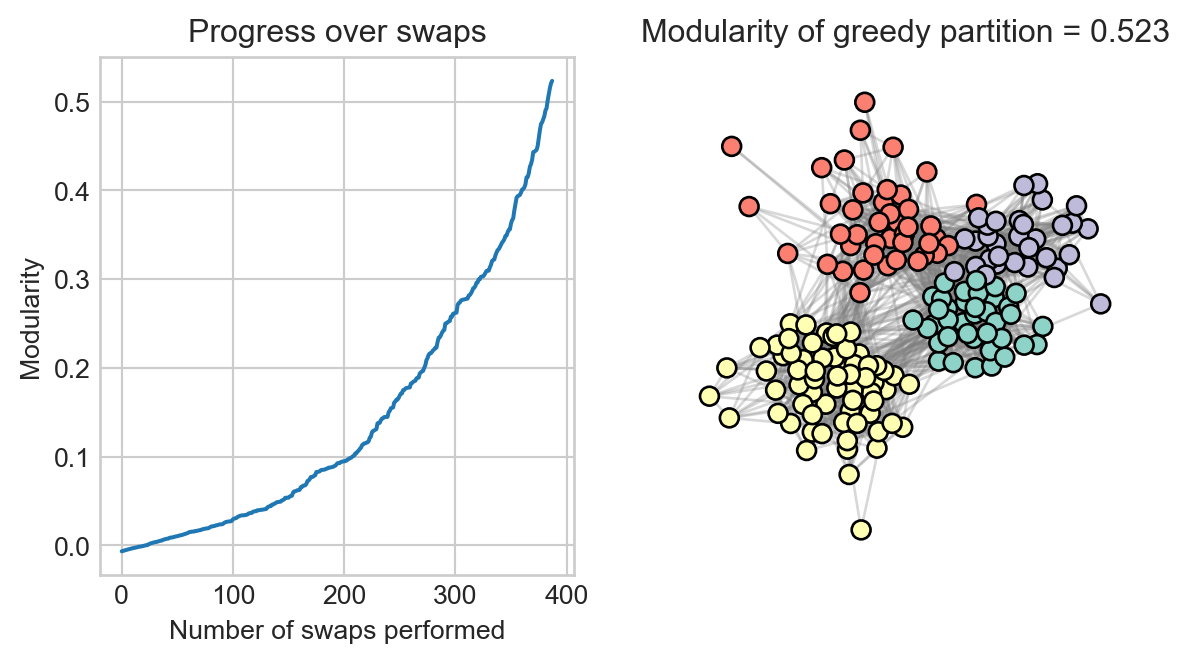 Progress over swaps
Modularity of greedy partition = 0.523
Modularity
0.5
0.4
0.3
0.2
0.1
0.0
0 100 200 300 400
Number of swaps performed